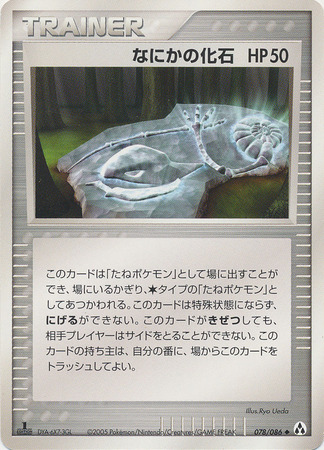 TRAINER
なにかの化石 HP50
このカードは「たねポケモン」として場に出すことが
でき、場にいるかぎり、✶タイプの「たねポケモン」と
してあつかわれる。このカードは特殊状態にならず、
にげるができない。このカードがきぜつしても、
相手プレイヤーはサイドをとることができない。こ
のカードの持ち主は、自分の番に、場からこのカードを
トラッシュしてよい。
Illus.Ryo Ueda
1 DYA-6X7-3GL ©2005 Pokémon/Nintendo/Creatures/GAME FREAK 078/086 ◆